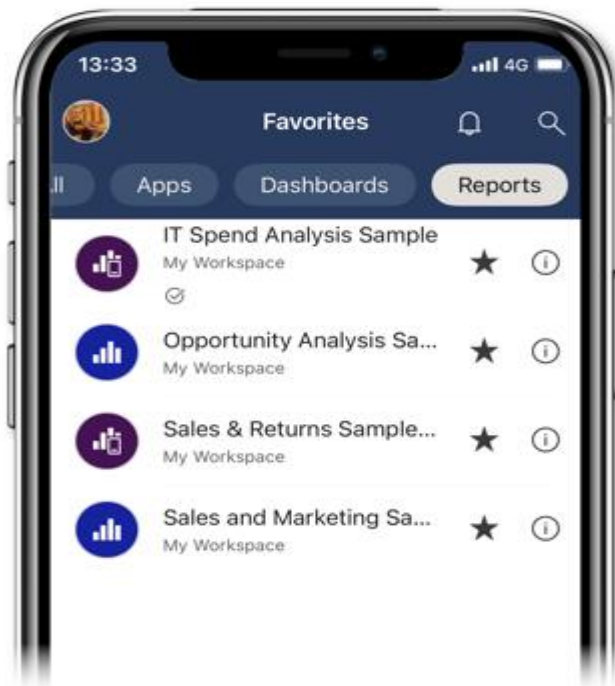 13:33
4G
Favorites
ll
Apps
Dashboards
Reports
IT Spend Analysis Sample
My Workspace
Opportunity Analysis Sa...
My Workspace
Sales & Returns Sample...
My Workspace
Sales and Marketing Sa...
My Workspace